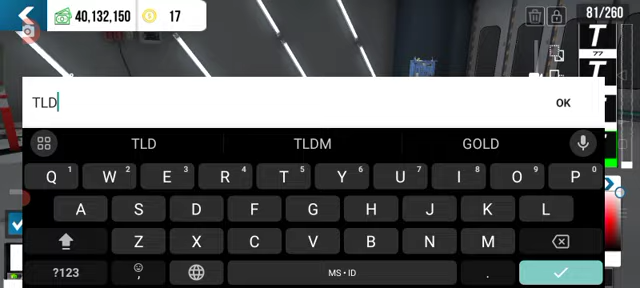 40,132,150 17 81/260
T
77
T
TLD OK
TLD TLDM GOLD
Q 1 W 2 E 3 R 4 T 5 Y 6 U 7 I 8 O 9 P 0
A S D F G H J K L
Z X C V B N M
?123 , MS • ID .